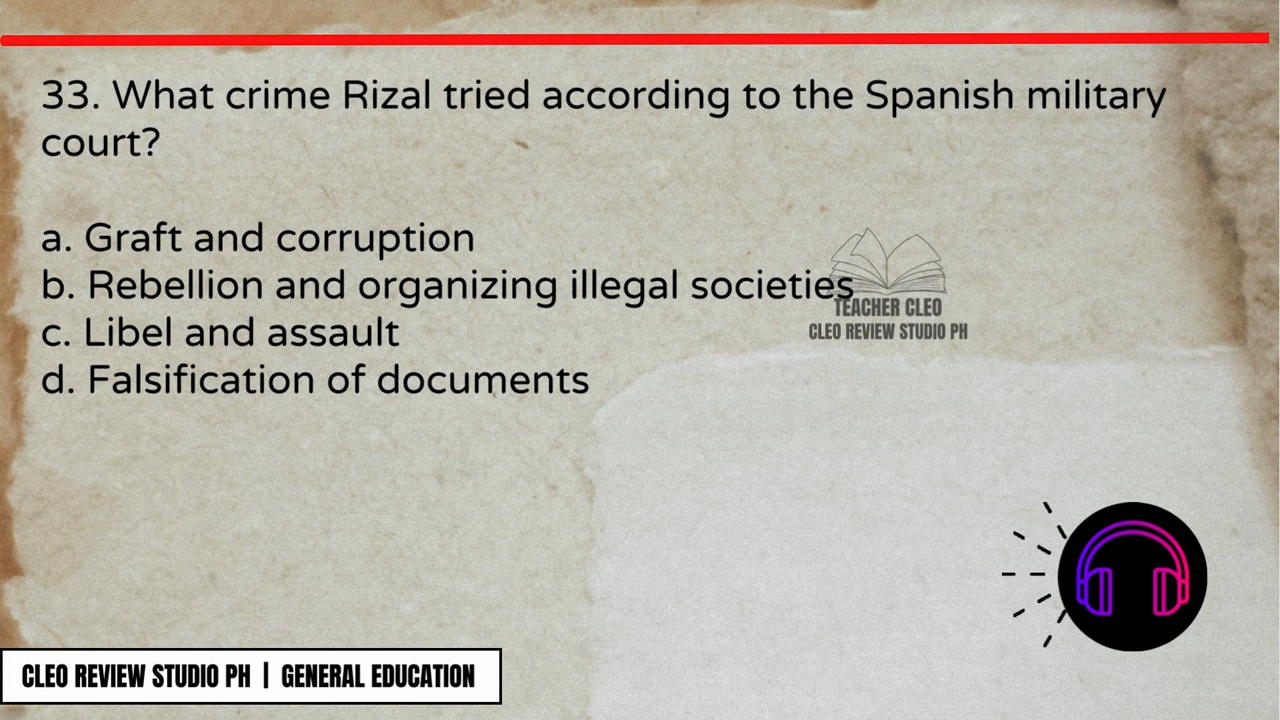 33. What crime Rizal tried according to the Spanish military
court?
a. Graft and corruption
b. Rebellion and organizing illegal societies
c. Libel and assault
d. Falsification of documents
TEACHER CLEO
CLEO REVIEW STUDIO PH
CLEO REVIEW STUDIO PH | GENERAL EDUCATION